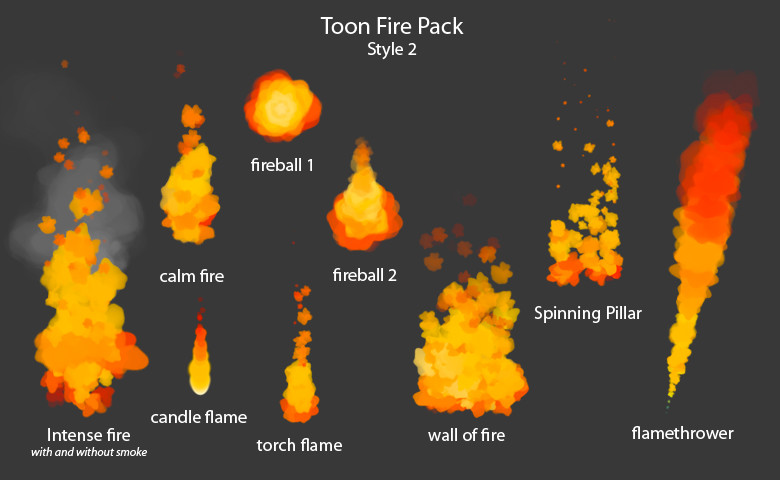 Toon Fire Pack
Style 2
fireball 1
calm fire
fireball 2
Spinning Pillar
candle flame
Intense fire
with and without smoke
torch flame
wall of fire
flamethrower